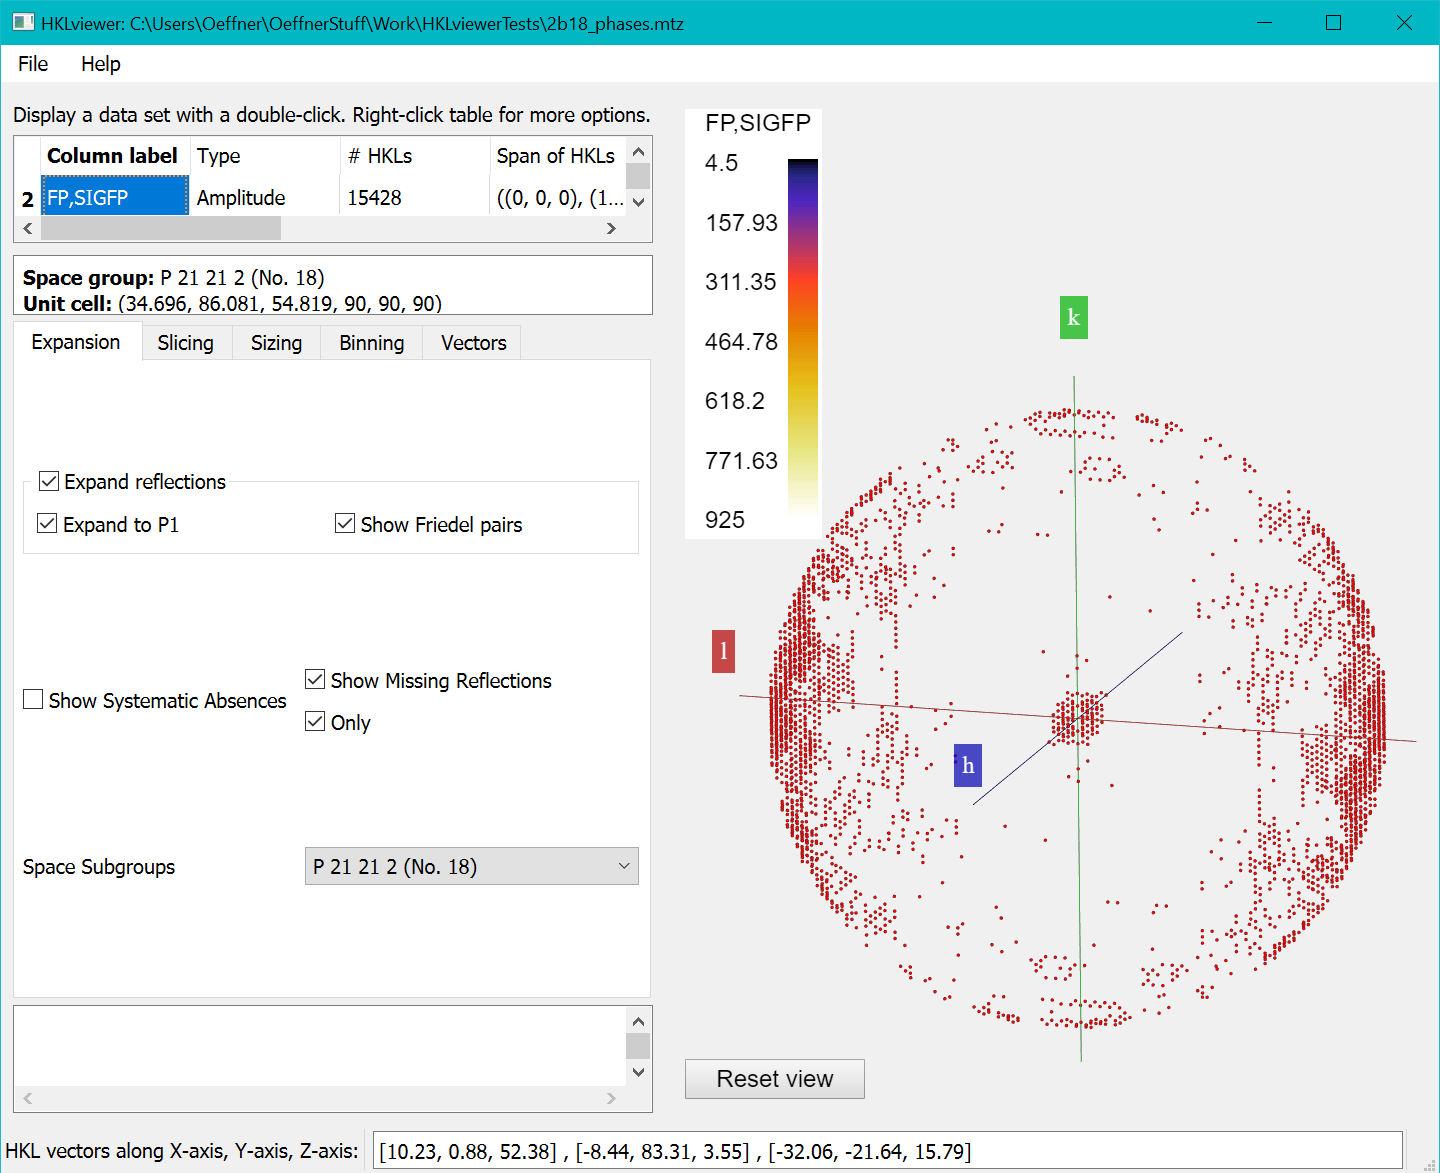 HKLviewer: C:\Users\Oeffner\OeffnerStuff\Work\HKLviewerTests\2b18_phases.mtz
File Help
Display a data set with a double-click. Right-click table for more options.
Column label Type # HKLs Span of HKLs
2 FP,SIGFP Amplitude 15428 ((0, 0, 0), (1...
Space group: P 21 21 2 (No. 18)
Unit cell: (34.696, 86.081, 54.819, 90, 90, 90)
Expansion Slicing Sizing Binning Vectors
Expand reflections
Expand to P1 Show Friedel pairs
Show Missing Reflections
Show Systematic Absences
Only
Space Subgroups P 21 21 2 (No. 18)
FP,SIGFP
4.5
157.93
311.35
464.78
618.2
771.63
925
k
l
h
Reset view
HKL vectors along X-axis, Y-axis, Z-axis: [10.23, 0.88, 52.38] , [-8.44, 83.31, 3.55] , [-32.06, -21.64, 15.79]